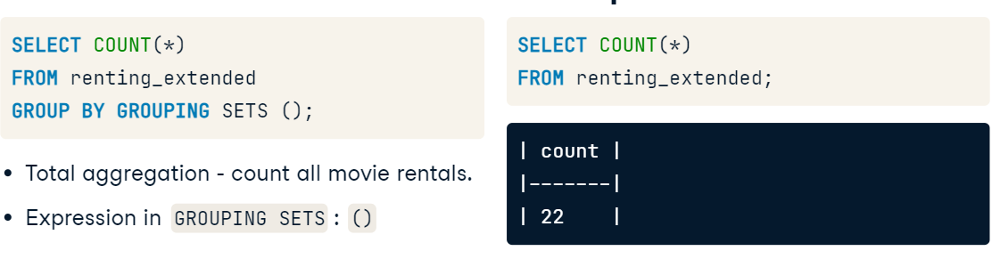 SELECT COUNT(*)
FROM renting_extended
GROUP BY GROUPING SETS ();
• Total aggregation - count all movie rentals.
• Expression in GROUPING SETS : ()
SELECT COUNT(*)
FROM renting_extended;
| count |
|-------|
| 22    |